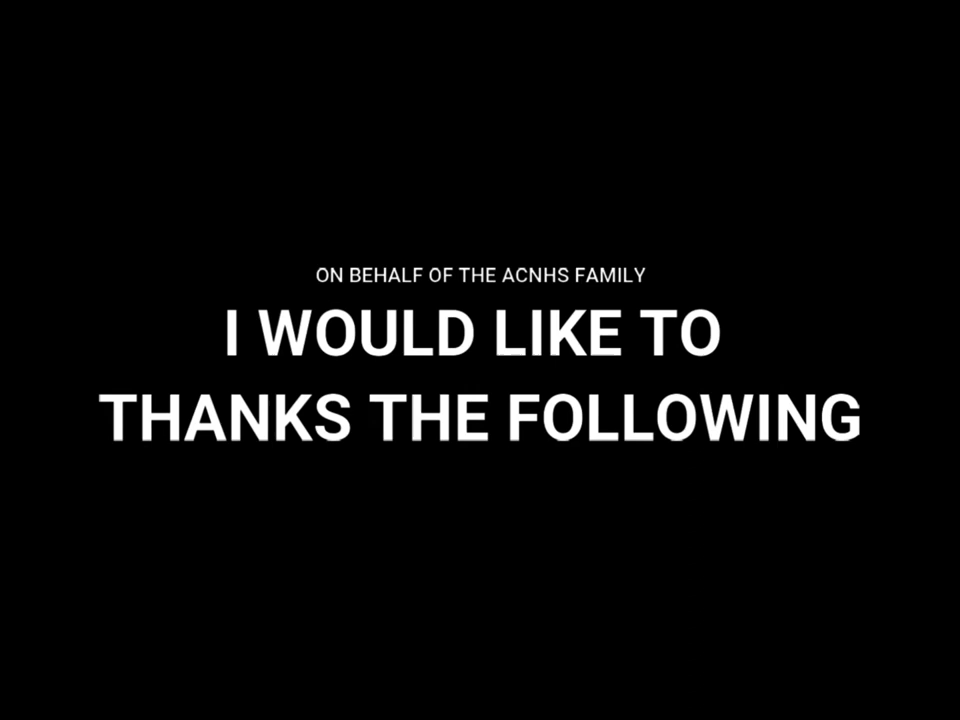 ON BEHALF OF THE ACNHS FAMILY
I WOULD LIKE TO
THANKS THE FOLLOWING